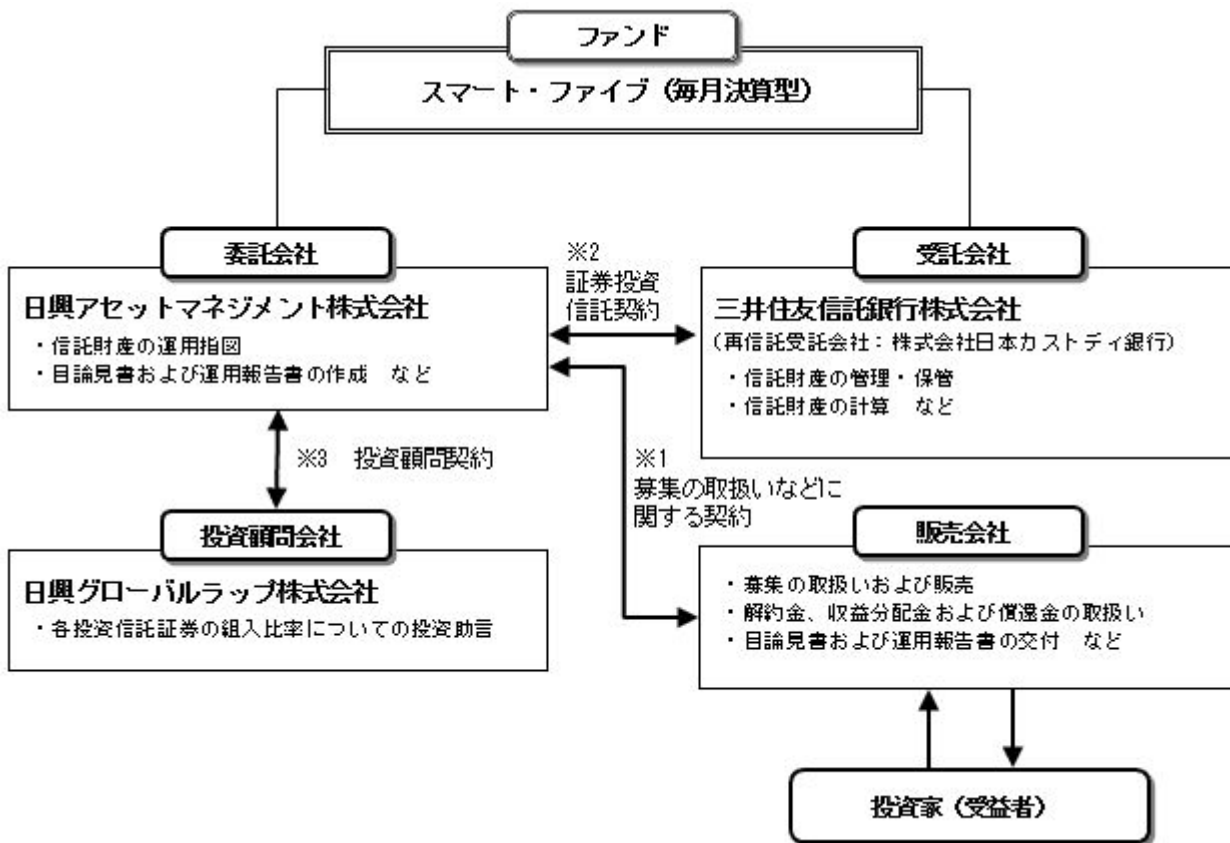 ファンド
スマート・ファイブ（毎月決算型）
委託会社
日興アセットマネジメント株式会社
・信託財産の運用指図
・目論見書および運用報告書の作成　など
※2
証券投資
信託契約
受託会社
三井住友信託銀行株式会社
（再信託受託会社：株式会社日本カストディ銀行）
・信託財産の管理・保管
・信託財産の計算　など
※3　投資顧問契約
※1
募集の取扱いなどに
関する契約
投資顧問会社
日興グローバルラップ株式会社
・各投資信託証券の組入比率についての投資助言
販売会社
・募集の取扱いおよび販売
・解約金、収益分配金および償還金の取扱い
・目論見書および運用報告書の交付　など
投資家（受益者）